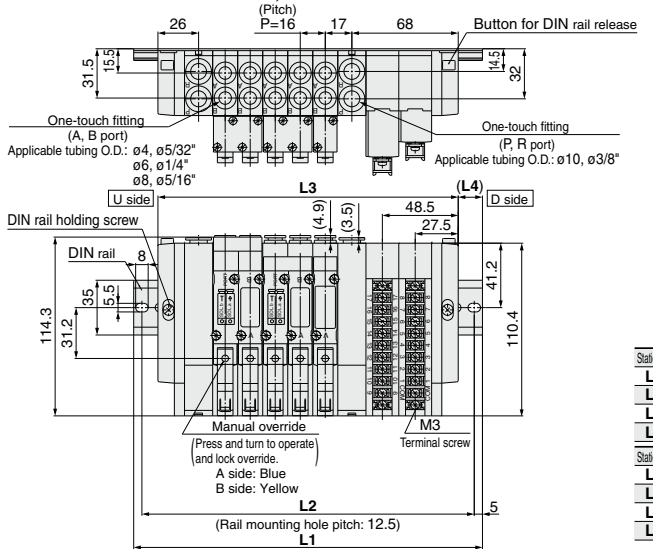 (Pitch)
26
P=16
17
68
Button for DIN rail release
31.5
15.5
14.5
32
One-touch fitting
(A, B port)
Applicable tubing O.D.: ø4, ø5/32"
ø6, ø1/4"
ø8, ø5/16"
One-touch fitting
(P, R port)
Applicable tubing O.D.: ø10, ø3/8"
U side
L3
(L4)
D side
DIN rail holding screw
(4.9)
(3.5)
48.5
27.5
DIN rail
8
114.3
35
5.5
31.2
41.2
110.4
Manual override
(Press and turn to operate
and lock override.)
A side: Blue
B side: Yellow
M3
Terminal screw
L2
5
(Rail mounting hole pitch: 12.5)
L1
L
L
L
L
L
L
L
L